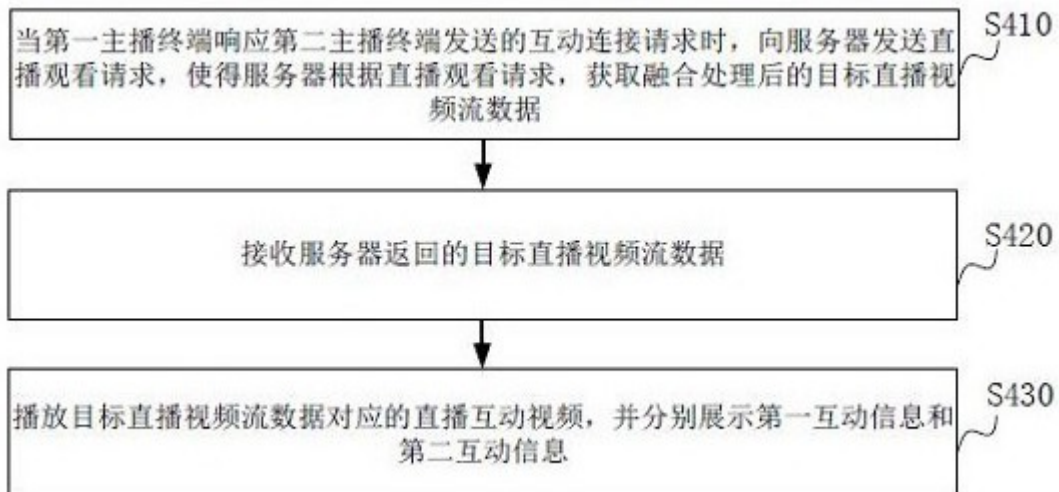 当第一主播终端响应第二主播终端发送的互动连接请求时，向服务器发送直
播观看请求，使得服务器根据直播观看请求，获取融合处理后的目标直播视
频流数据
S410
接收服务器返回的目标直播视频流数据
S420
播放目标直播视频流数据对应的直播互动视频，并分别展示第一互动信息和
第二互动信息
S430